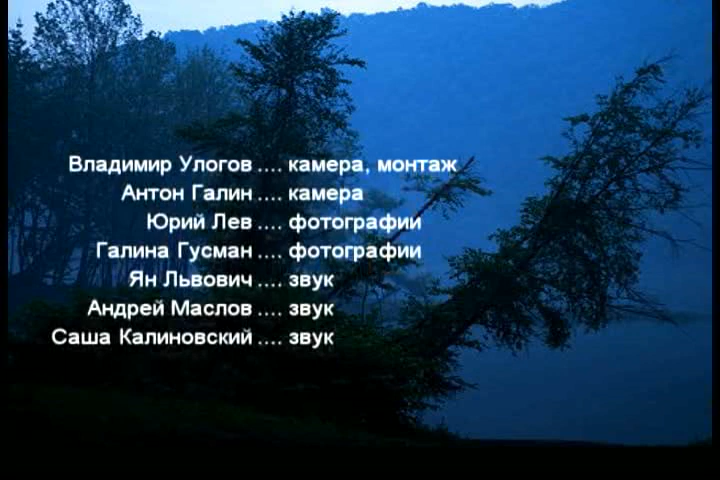 Владимир Улогов .... камера, монтаж
Антон Галин .... камера
Юрий Лев .... фотографии
Галина Гусман .... фотографии
Ян Львович .... звук
Андрей Маслов .... звук
Саша Калиновский .... звук